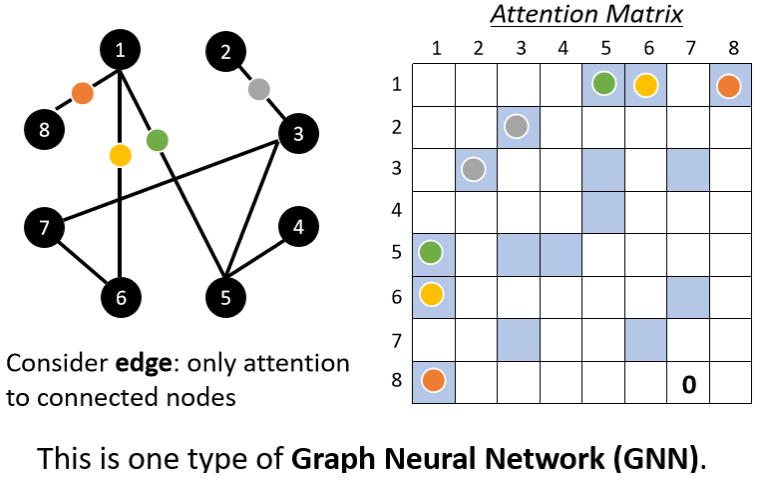 Attention Matrix
1 2 3 4 5 6 7 8
1
2
3
4
5
6
7
8 0
1 2
8 3
7 4
6 5
Consider edge: only attention
to connected nodes
This is one type of Graph Neural Network (GNN).